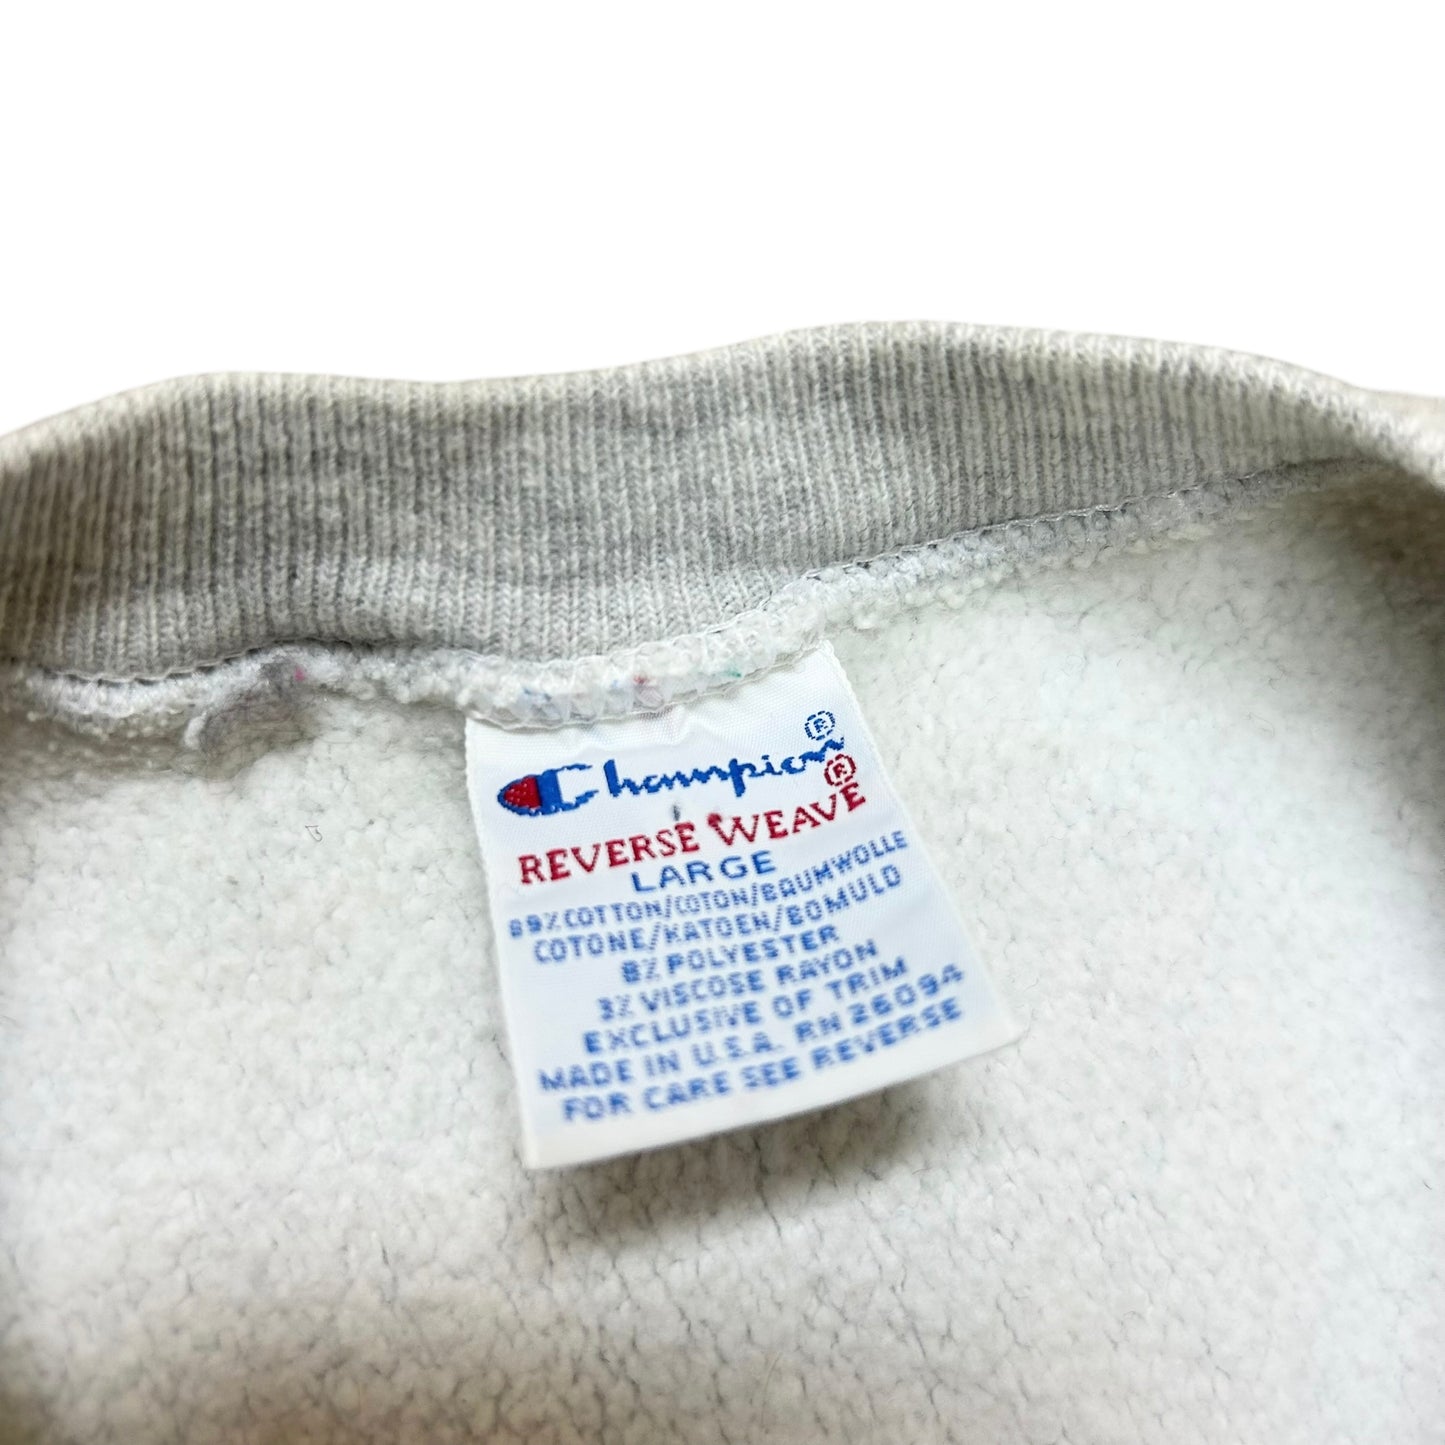 Champion®
REVERSE WEAVE®
LARGE
89% COTTON/COTON/BAUMWOLLE
COTONE/KATOEN/BOMULD
8% POLYESTER
3% VISCOSE RAYON
EXCLUSIVE OF TRIM
MADE IN U.S.A. RN 26094
FOR CARE SEE REVERSE